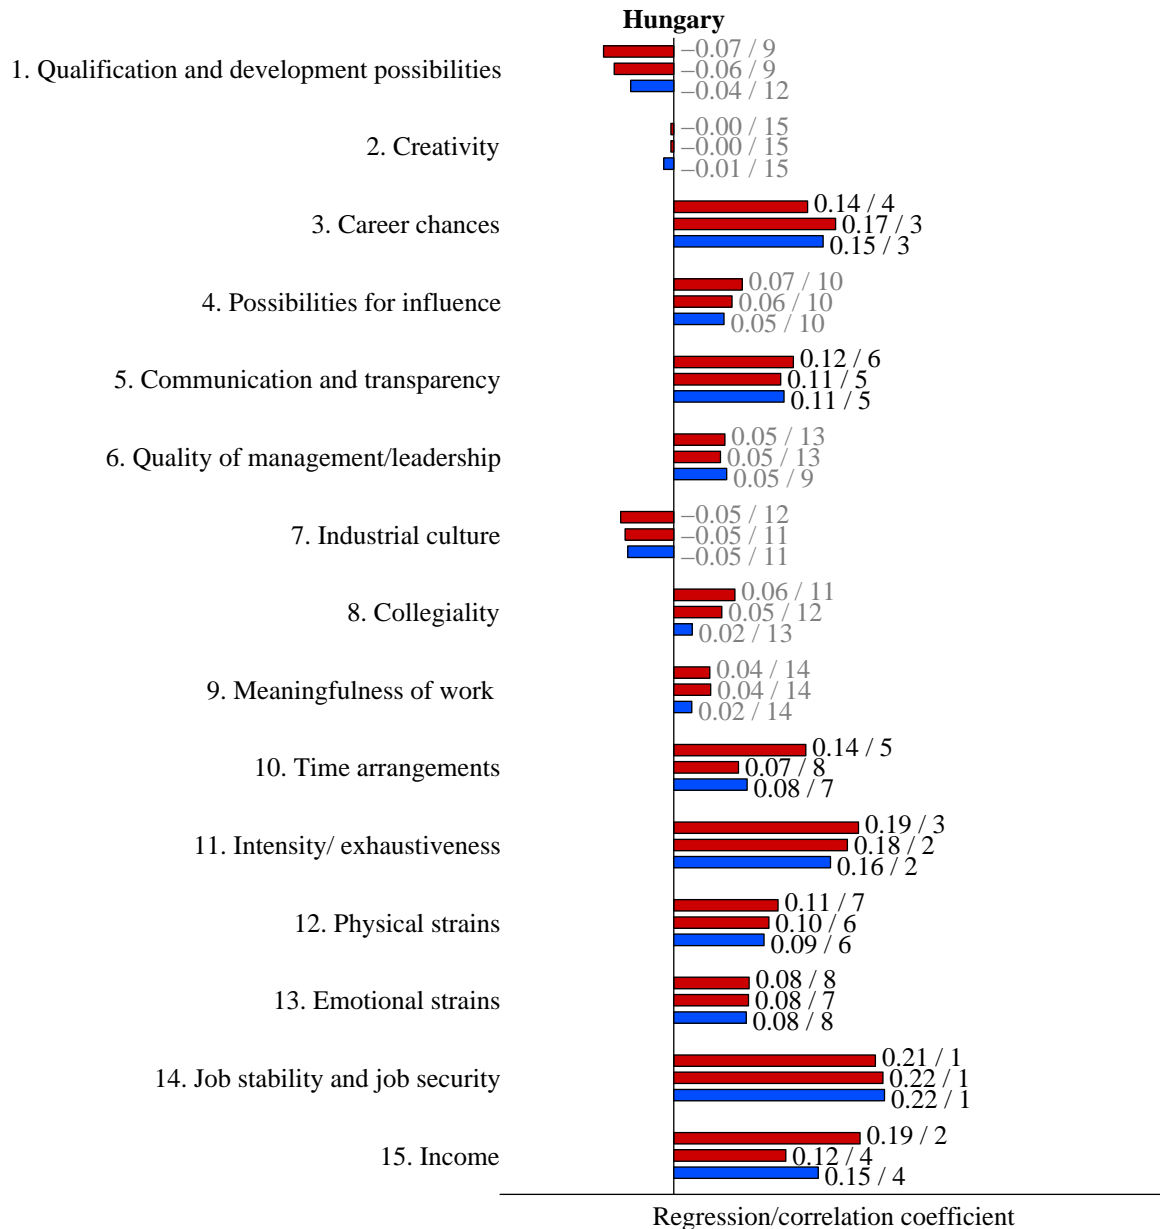 Hungary
1. Qualification and development possibilities
–0.07 / 9
–0.06 / 9
–0.04 / 12
2. Creativity
–0.00 / 15
–0.00 / 15
–0.01 / 15
3. Career chances
0.14 / 4
0.17 / 3
0.15 / 3
4. Possibilities for influence
0.07 / 10
0.06 / 10
0.05 / 10
5. Communication and transparency
0.12 / 6
0.11 / 5
0.11 / 5
6. Quality of management/leadership
0.05 / 13
0.05 / 13
0.05 / 9
7. Industrial culture
–0.05 / 12
–0.05 / 11
–0.05 / 11
8. Collegiality
0.06 / 11
0.05 / 12
0.02 / 13
9. Meaningfulness of work
0.04 / 14
0.04 / 14
0.02 / 14
10. Time arrangements
0.14 / 5
0.07 / 8
0.08 / 7
11. Intensity/ exhaustiveness
0.19 / 3
0.18 / 2
0.16 / 2
12. Physical strains
0.11 / 7
0.10 / 6
0.09 / 6
13. Emotional strains
0.08 / 8
0.08 / 7
0.08 / 8
14. Job stability and job security
0.21 / 1
0.22 / 1
0.22 / 1
15. Income
0.19 / 2
0.12 / 4
0.15 / 4
Regression/correlation coefficient